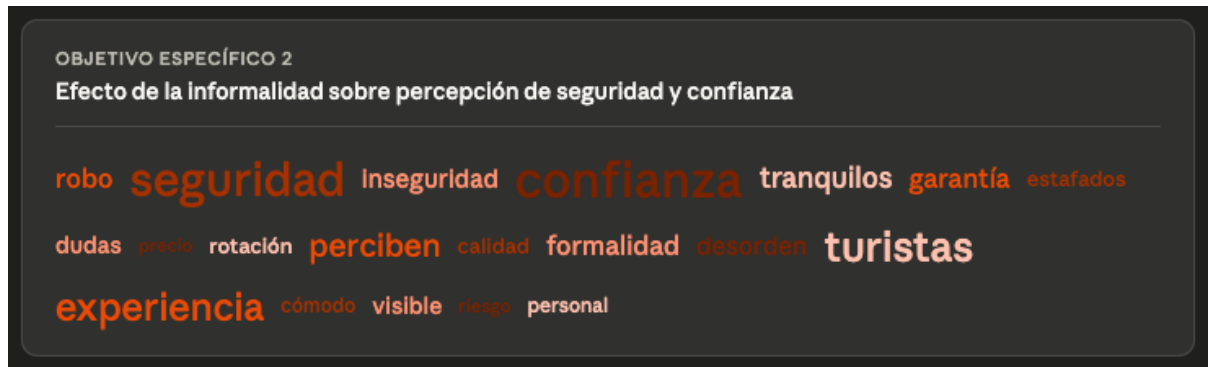 OBJETIVO ESPECÍFICO 2
Efecto de la informalidad sobre percepción de seguridad y confianza
robo seguridad inseguridad confianza tranquilos garantía estafados
dudas precio rotación perciben calidad formalidad desorden turistas
experiencia cómodo visible riesgo personal